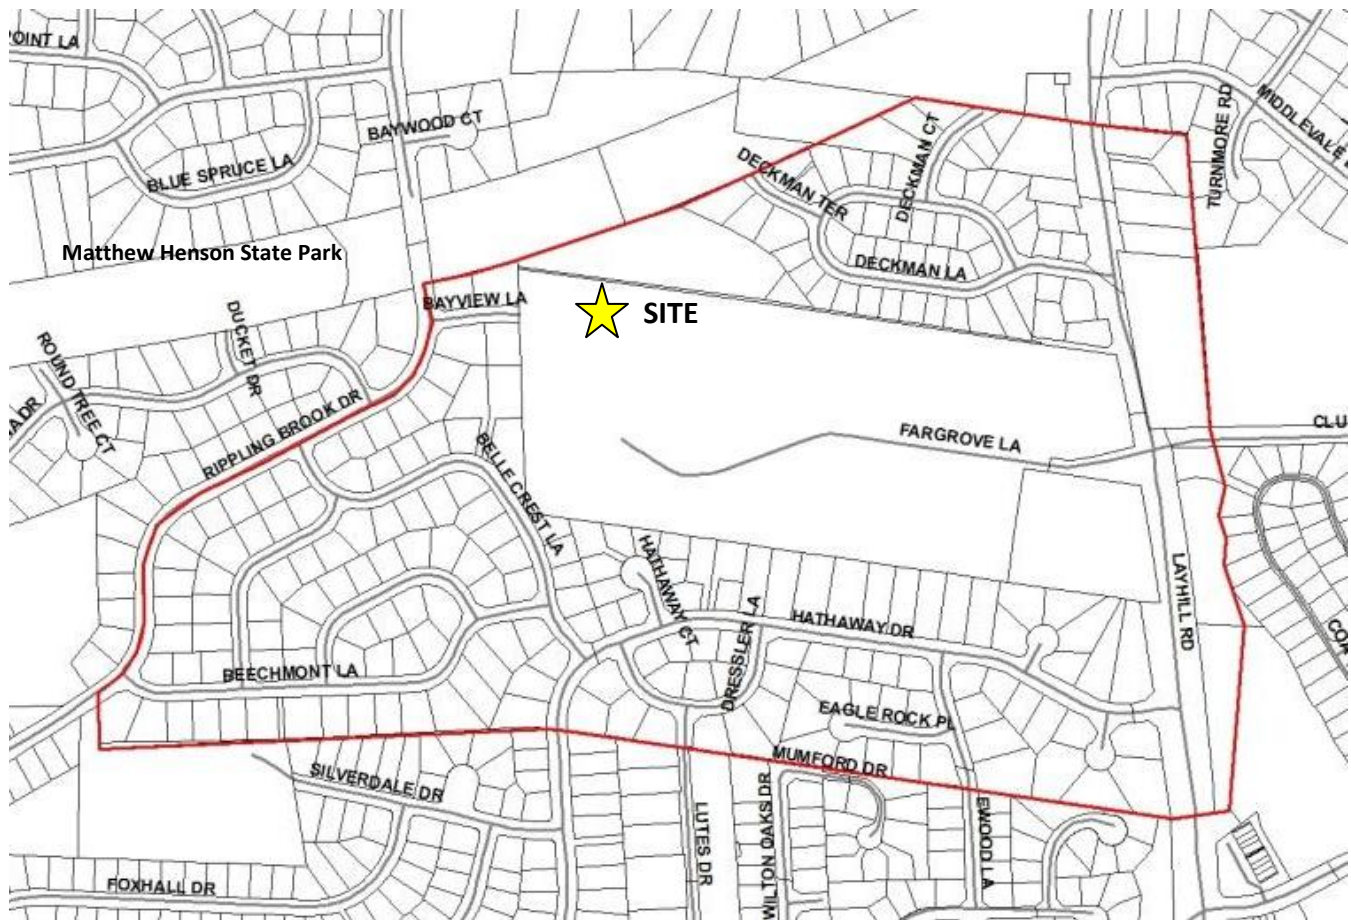 POINT LA
BAYWOOD CT
BLUE SPRUCE LA
TURNMORE RD
MIDDLEVALE
DECKMAN CT
DECKMAN TER
DECKMAN LA
Matthew Henson State Park
BAYVIEW LA
SITE
DUCKET DR
ROUND TREE CT
RIPPLING BROOK DR
FARGROVE LA
CLU
BELLE CREST LA
HATHAWAY CT
LAYHILL RD
DRESSLER LA
HATHAWAY DR
COA
BEECHMONT LA
EAGLE ROCK PL
MUMFORD DR
SILVERDALE DR
LUTES DR
WILTON OAKS DR
EWOOD LA
FOXHALL DR